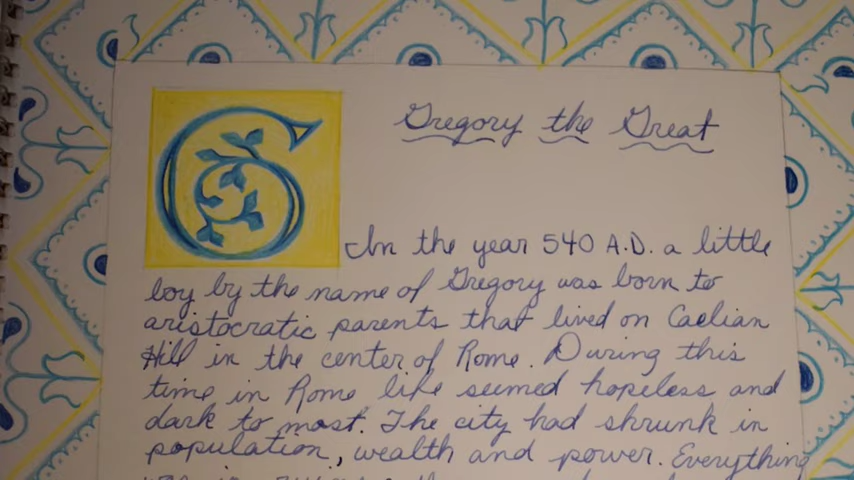 G
Gregory the Great
In the year 540 A.D. a little
boy by the name of Gregory was born to
aristocratic parents that lived on Caelian
Hill in the center of Rome. During this
time in Rome life seemed hopeless and
dark to most. The city had shrunk in
population, wealth and power. Everything